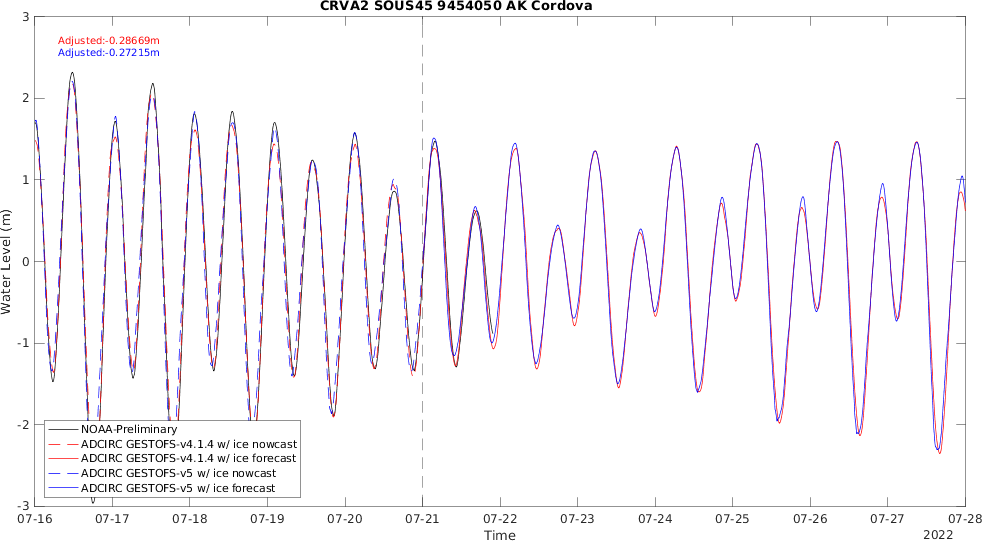 CRVA2 SOUS45 9454050 AK Cordova
3
Adjusted:-0.28669m
Adjusted:-0.27215m
2
1
0
-1
-2
-3
Water Level (m)
NOAA-Preliminary
ADCIRC GESTOFS-v4.1.4 w/ ice nowcast
ADCIRC GESTOFS-v4.1.4 w/ ice forecast
ADCIRC GESTOFS-v5 w/ ice nowcast
ADCIRC GESTOFS-v5 w/ ice forecast
07-16 07-17 07-18 07-19 07-20 07-21 07-22 07-23 07-24 07-25 07-26 07-27 07-28
Time
2022